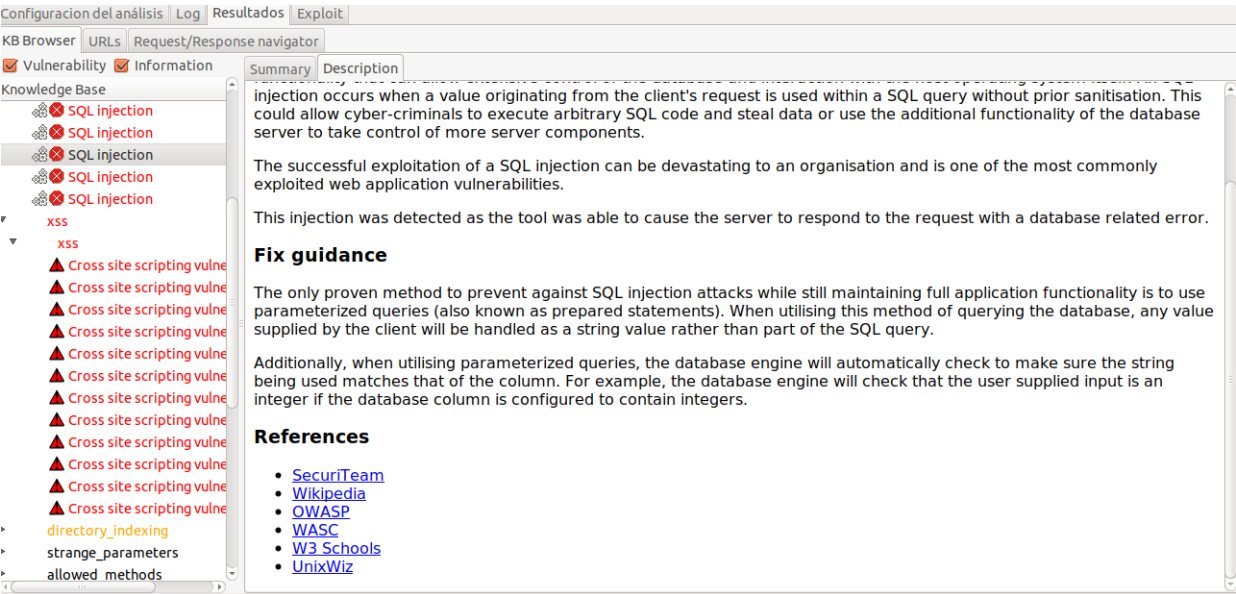 Configuracion del análisis Log Resultados Exploit
KB Browser URLs Request/Response navigator
Vulnerability Information
Knowledge Base
SQL injection
SQL injection
SQL injection
SQL injection
SQL injection
xss
xss
Cross site scripting vulne
Cross site scripting vulne
Cross site scripting vulne
Cross site scripting vulne
Cross site scripting vulne
Cross site scripting vulne
Cross site scripting vulne
Cross site scripting vulne
Cross site scripting vulne
Cross site scripting vulne
Cross site scripting vulne
Cross site scripting vulne
directory_indexing
strange_parameters
allowed_methods
Summary Description
injection occurs when a value originating from the client's request is used within a SQL query without prior sanitisation. This
could allow cyber-criminals to execute arbitrary SQL code and steal data or use the additional functionality of the database
server to take control of more server components.
The successful exploitation of a SQL injection can be devastating to an organisation and is one of the most commonly
exploited web application vulnerabilities.
This injection was detected as the tool was able to cause the server to respond to the request with a database related error.
Fix guidance
The only proven method to prevent against SQL injection attacks while still maintaining full application functionality is to use
parameterized queries (also known as prepared statements). When utilising this method of querying the database, any value
supplied by the client will be handled as a string value rather than part of the SQL query.
Additionally, when utilising parameterized queries, the database engine will automatically check to make sure the string
being used matches that of the column. For example, the database engine will check that the user supplied input is an
integer if the database column is configured to contain integers.
References
SecuriTeam
Wikipedia
OWASP
WASC
W3 Schools
UnixWiz